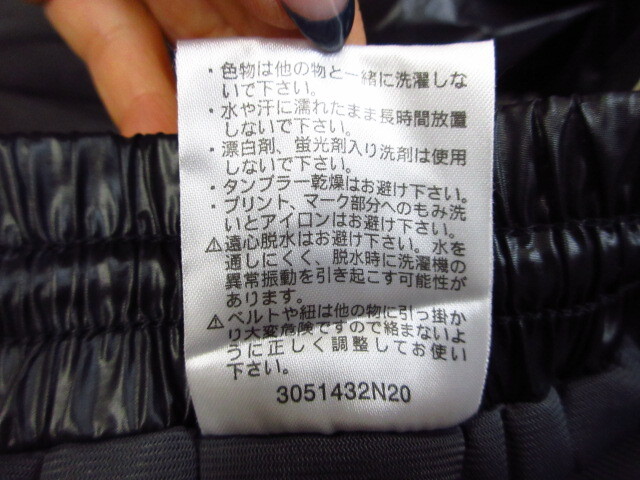 ・色物は他の物と一緒に洗濯しな
いで下さい。
・水や汗に濡れたまま長時間放置
しないで下さい。
・漂白剤、蛍光剤入り洗剤は使用
しないで下さい。
・タンブラー乾燥はお避け下さい。
・プリント、マーク部分へのもみ洗
いとアイロンはお避け下さい。
⚠遠心脱水はお避け下さい。水を
通しにくく、脱水時に洗濯機の
異常振動を引き起こす可能性が
あります。
⚠ベルトや紐は他の物に引っ掛か
り大変危険ですので絡まないよ
うに正しく調整してお使い
下さい。
3051432N20